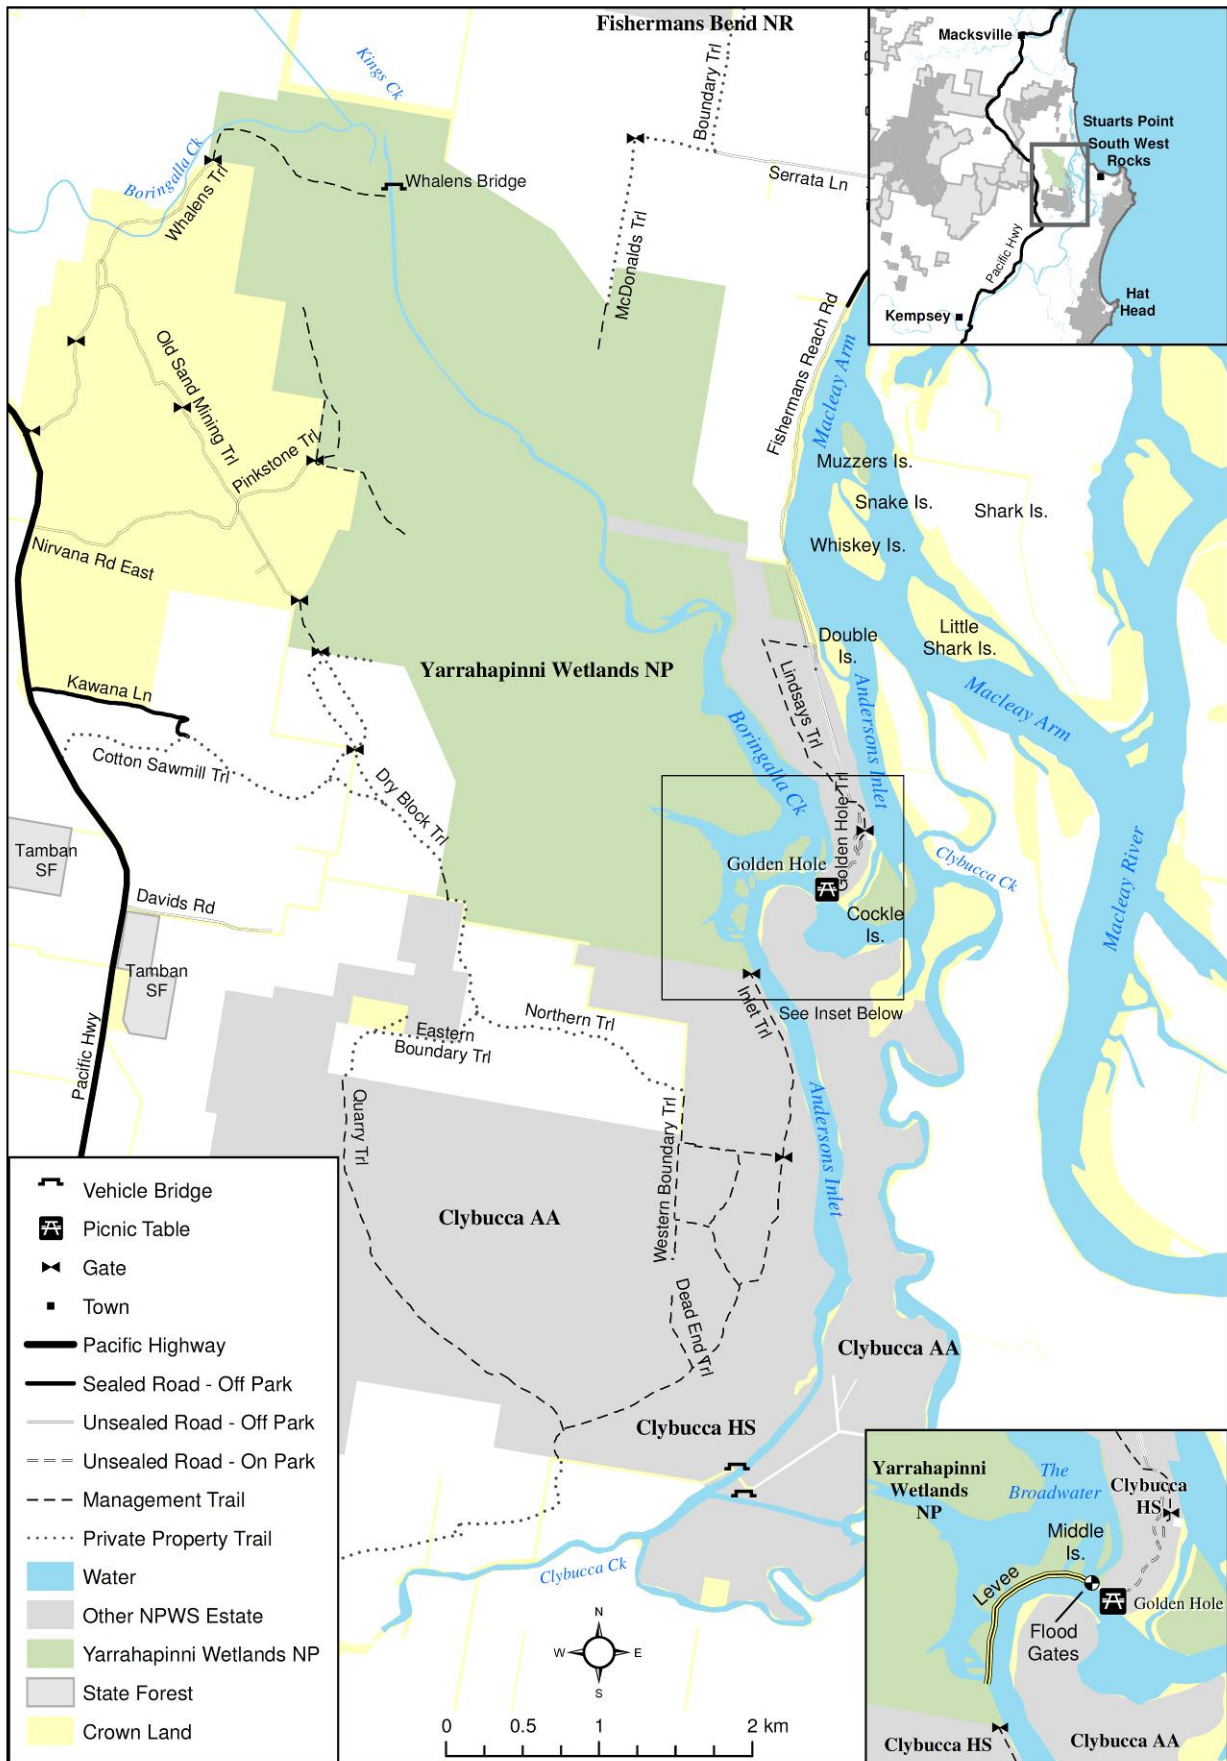 Fishermans Bend NR
Kings Ck
Boundary Trl
Boringalla Ck
Whalens Trl
Whalens Bridge
Serrata Ln
McDonalds Trl
Macksville
Stuarts Point
South West
Rocks
Pacific Hwy
Hat
Head
Kempsey
Old Sand Mining Trl
Pinkstone Trl
Fishermans Reach Rd
Macleay Arm
Muzzers Is.
Snake Is.
Shark Is.
Whiskey Is.
Nirvana Rd East
Double
Is.
Little
Shark Is.
Yarrahapinni Wetlands NP
Kawana Ln
Lindsays Trl
Andersons Inlet
Macleay Arm
Boringalla Ck
Cotton Sawmill Trl
Dry Block Trl
Golden Hole Trl
Tamban
SF
Golden Hole
Clybucca Ck
Davids Rd
Cockle
Is.
Macleay River
Tamban
SF
Inlet Trl
See Inset Below
Northern Trl
Eastern
Boundary Trl
Pacific Hwy
Quarry Trl
Western Boundary Trl
Andersons Inlet
Clybucca AA
Dead End Trl
Clybucca AA
Clybucca HS
Clybucca Ck
Vehicle Bridge
Picnic Table
Gate
Town
Pacific Highway
Sealed Road - Off Park
Unsealed Road - Off Park
Unsealed Road - On Park
Management Trail
Private Property Trail
Water
Other NPWS Estate
Yarrahapinni Wetlands NP
State Forest
Crown Land
N
W
E
S
0
0.5
1
2 km
Yarrahapinni
Wetlands
NP
The
Broadwater
Clybucca
HS
Middle
Is.
Levee
Golden Hole
Flood
Gates
Clybucca HS
Clybucca AA